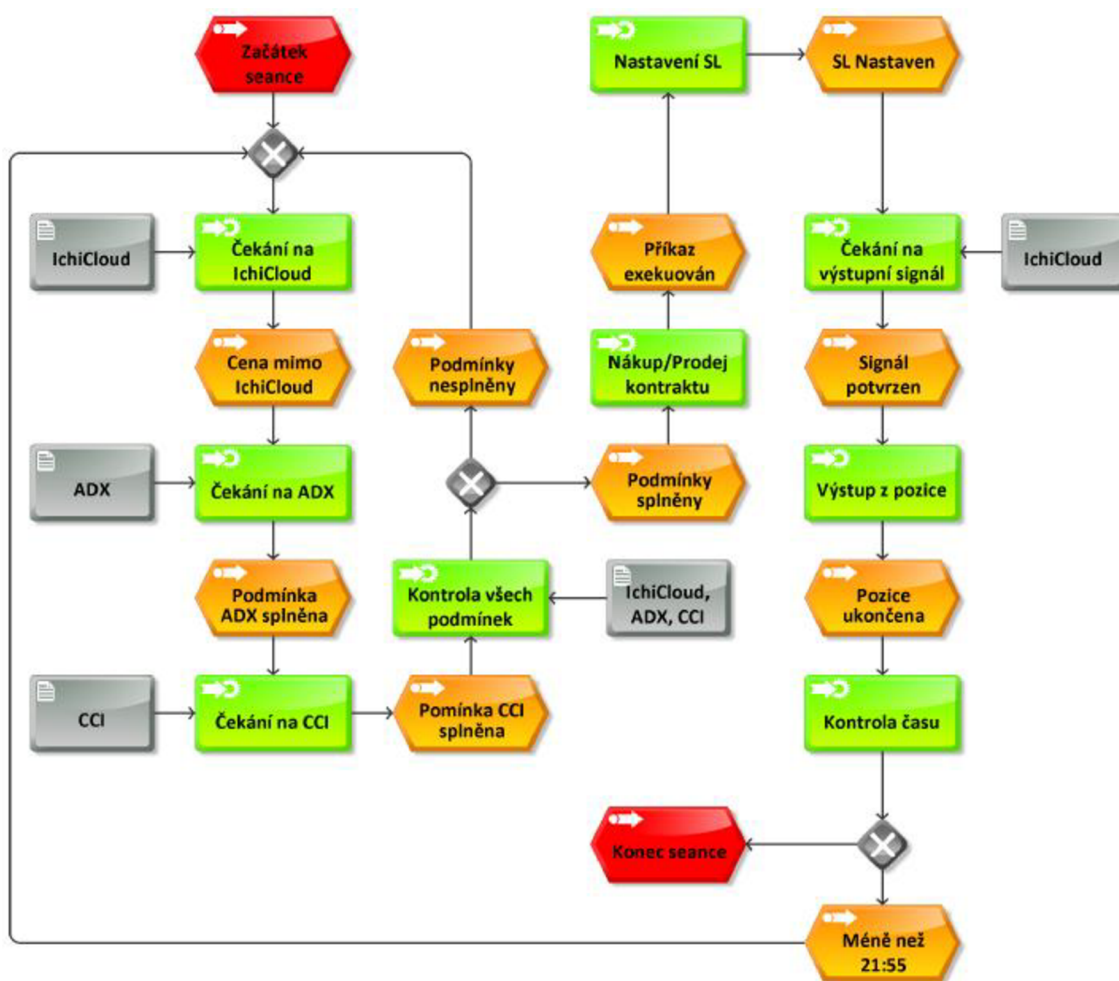 Začátek
seance
IchiCloud
Čekání na
IchiCloud
Cena mimo
IchiCloud
ADX
Čekání na ADX
Podmínka
ADX splněna
CCI
Čekání na CCI
Pomínka CCI
splněna
Kontrola všech
podmínek
IchiCloud,
ADX, CCI
Podmínky
nesplněny
Podmínky
splněny
Nákup/Prodej
kontraktu
Příkaz
exekuován
Nastavení SL
SL Nastaven
Čekání na
výstupní signál
IchiCloud
Signál
potvrzen
Výstup z pozice
Pozice
ukončena
Kontrola času
Konec seance
Méně než
21:55